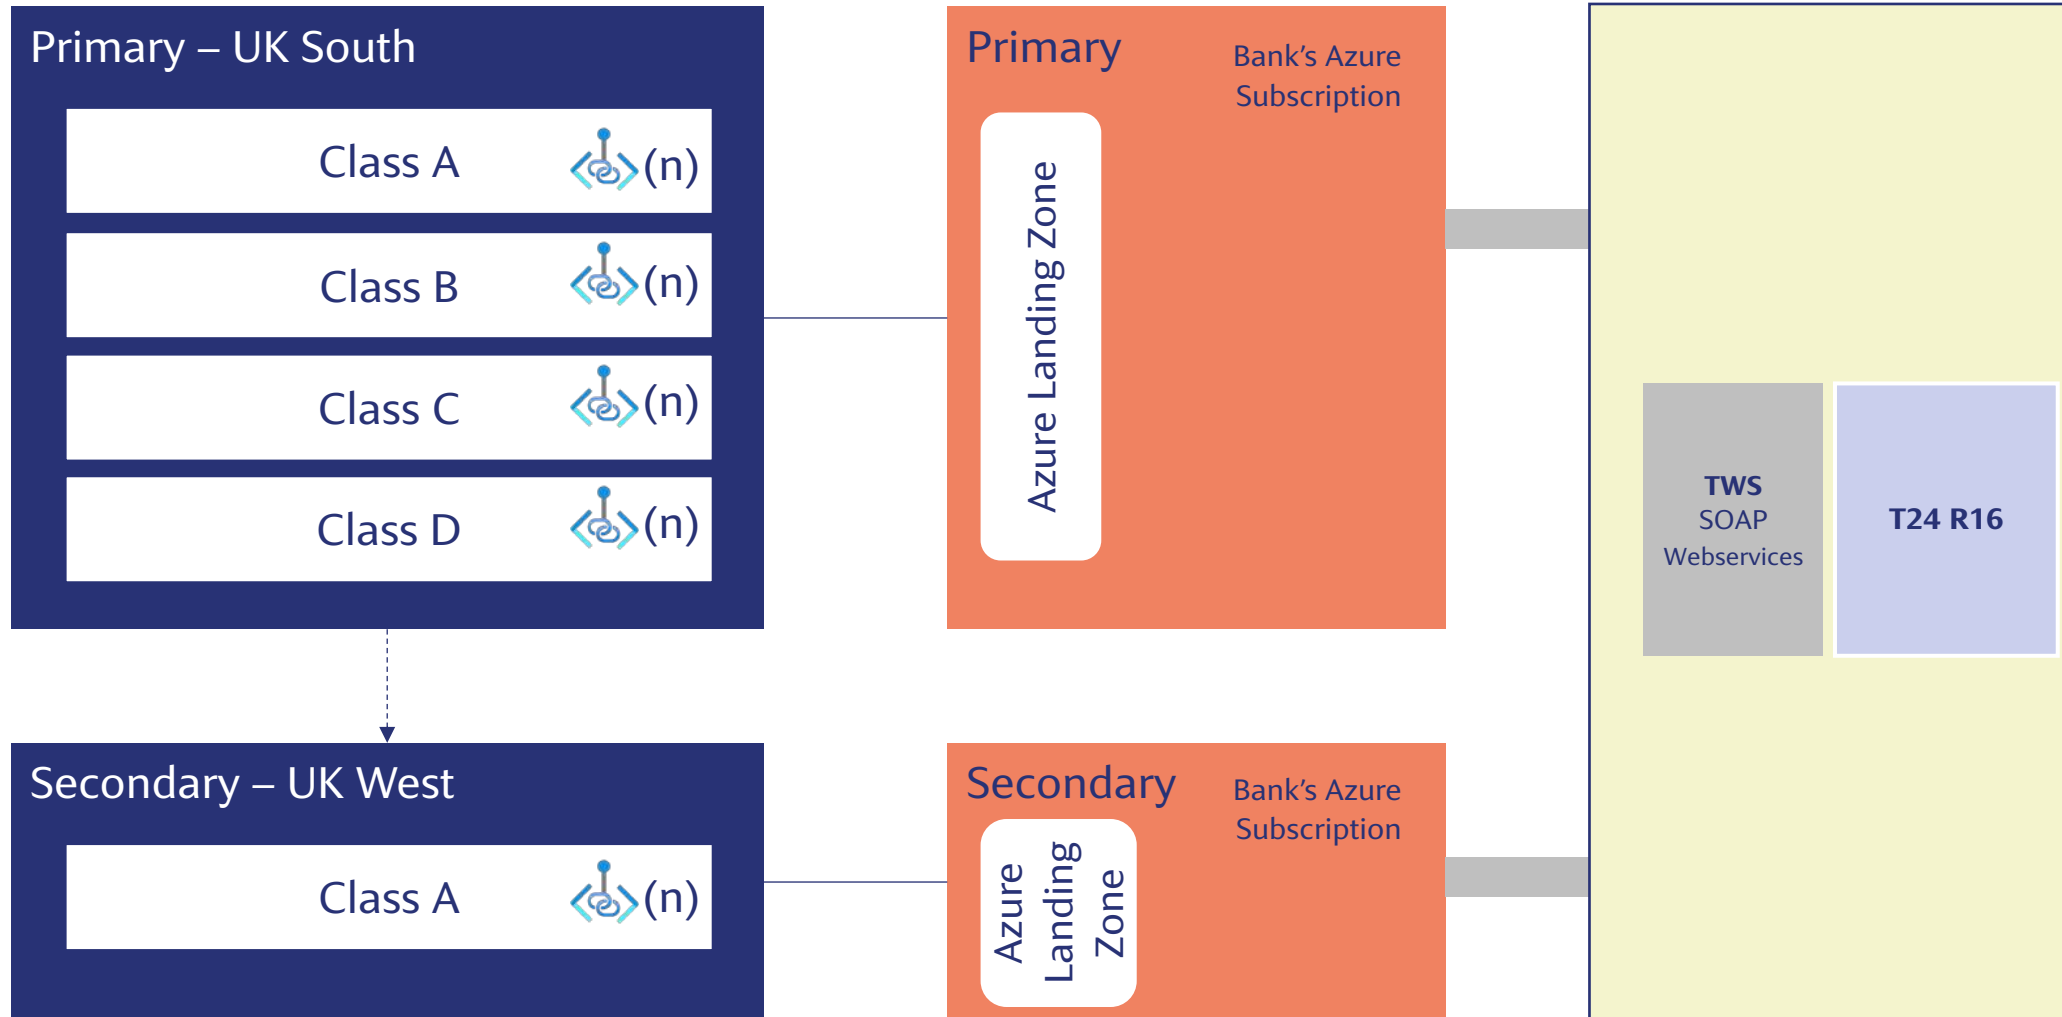 Primary – UK South
Class A
(n)
Class B
(n)
Class C
(n)
Class D
(n)
Primary
Bank’s Azure
Subscription
Azure Landing Zone
TWS
SOAP
Webservices
T24 R16
Secondary – UK West
Class A
(n)
Secondary
Bank’s Azure
Subscription
Azure
Landing
Zone